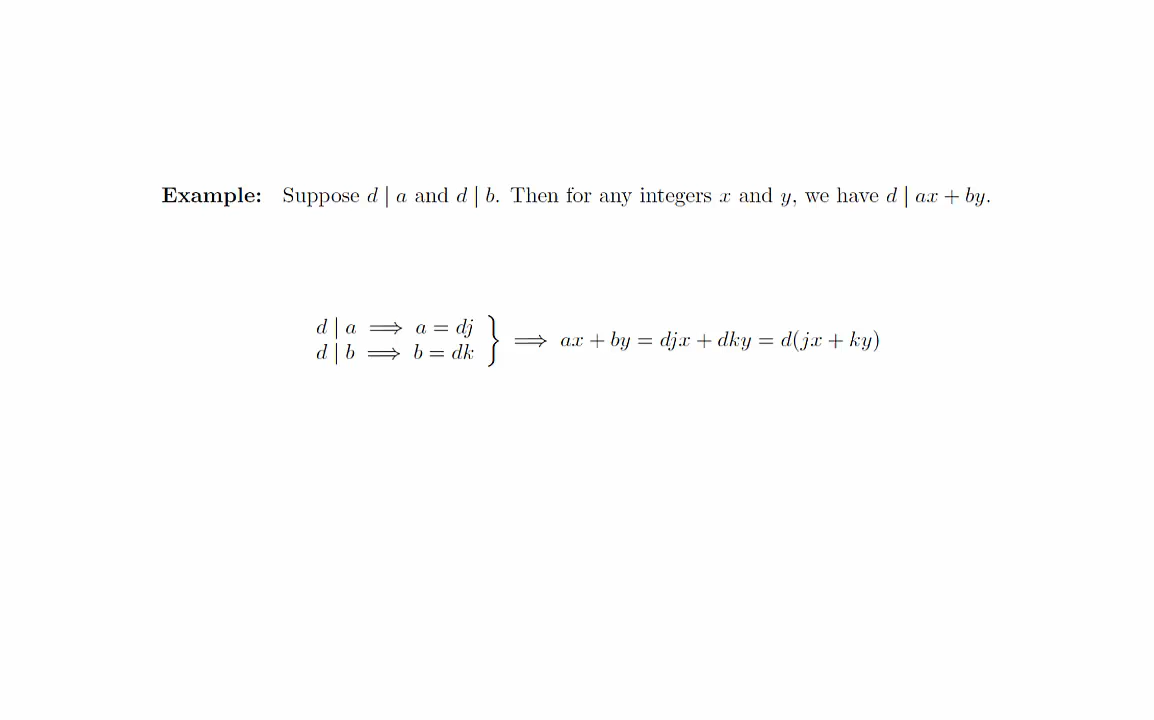 Example: Suppose d | a and d | b. Then for any integers x and y, we have d | ax + by.
d | a ⟹ a = dj
d | b ⟹ b = dk
} ⟹ ax + by = djx + dky = d(jx + ky)